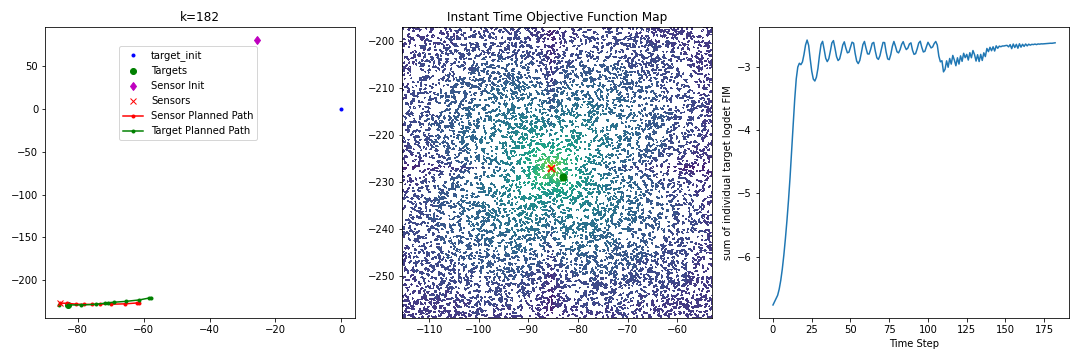 k=182
50
0
−50
−100
−150
−200
−80 −60 −40 −20 0
target_init
Targets
Sensor Init
Sensors
Sensor Planned Path
Target Planned Path
Instant Time Objective Function Map
−200
−210
−220
−230
−240
−250
−110 −100 −90 −80 −70 −60
sum of individual target logdet FIM
−3
−4
−5
−6
0 25 50 75 100 125 150 175
Time Step